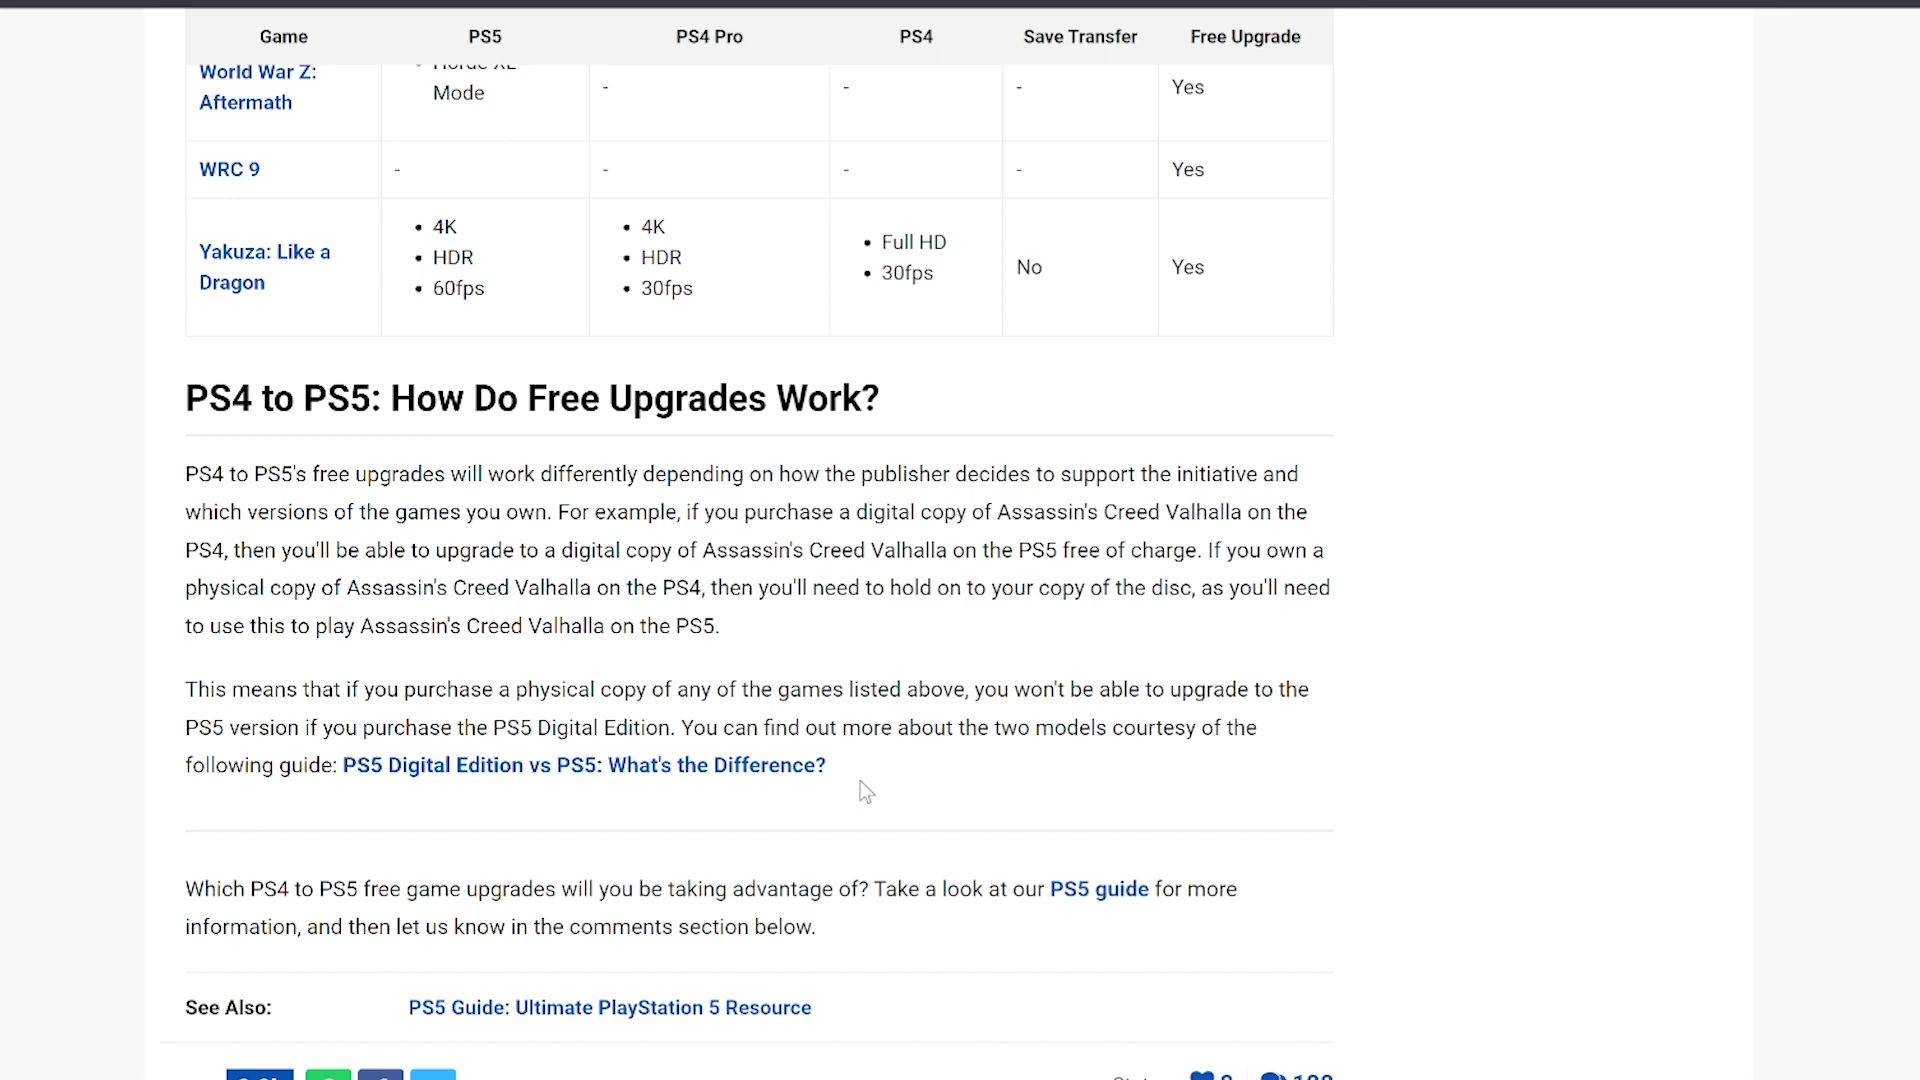 Game PS5 PS4 Pro PS4 Save Transfer Free Upgrade
World War Z:
Aftermath
Mode
-
-
-
Yes
WRC 9 - - - - Yes
Yakuza: Like a
Dragon
• 4K
• HDR
• 60fps
• 4K
• HDR
• 30fps
• Full HD
• 30fps
No
Yes
PS4 to PS5: How Do Free Upgrades Work?
PS4 to PS5's free upgrades will work differently depending on how the publisher decides to support the initiative and
which versions of the games you own. For example, if you purchase a digital copy of Assassin's Creed Valhalla on the
PS4, then you'll be able to upgrade to a digital copy of Assassin's Creed Valhalla on the PS5 free of charge. If you own a
physical copy of Assassin's Creed Valhalla on the PS4, then you'll need to hold on to your copy of the disc, as you'll need
to use this to play Assassin's Creed Valhalla on the PS5.
This means that if you purchase a physical copy of any of the games listed above, you won't be able to upgrade to the
PS5 version if you purchase the PS5 Digital Edition. You can find out more about the two models courtesy of the
following guide: PS5 Digital Edition vs PS5: What's the Difference?
Which PS4 to PS5 free game upgrades will you be taking advantage of? Take a look at our PS5 guide for more
information, and then let us know in the comments section below.
See Also: PS5 Guide: Ultimate PlayStation 5 Resource